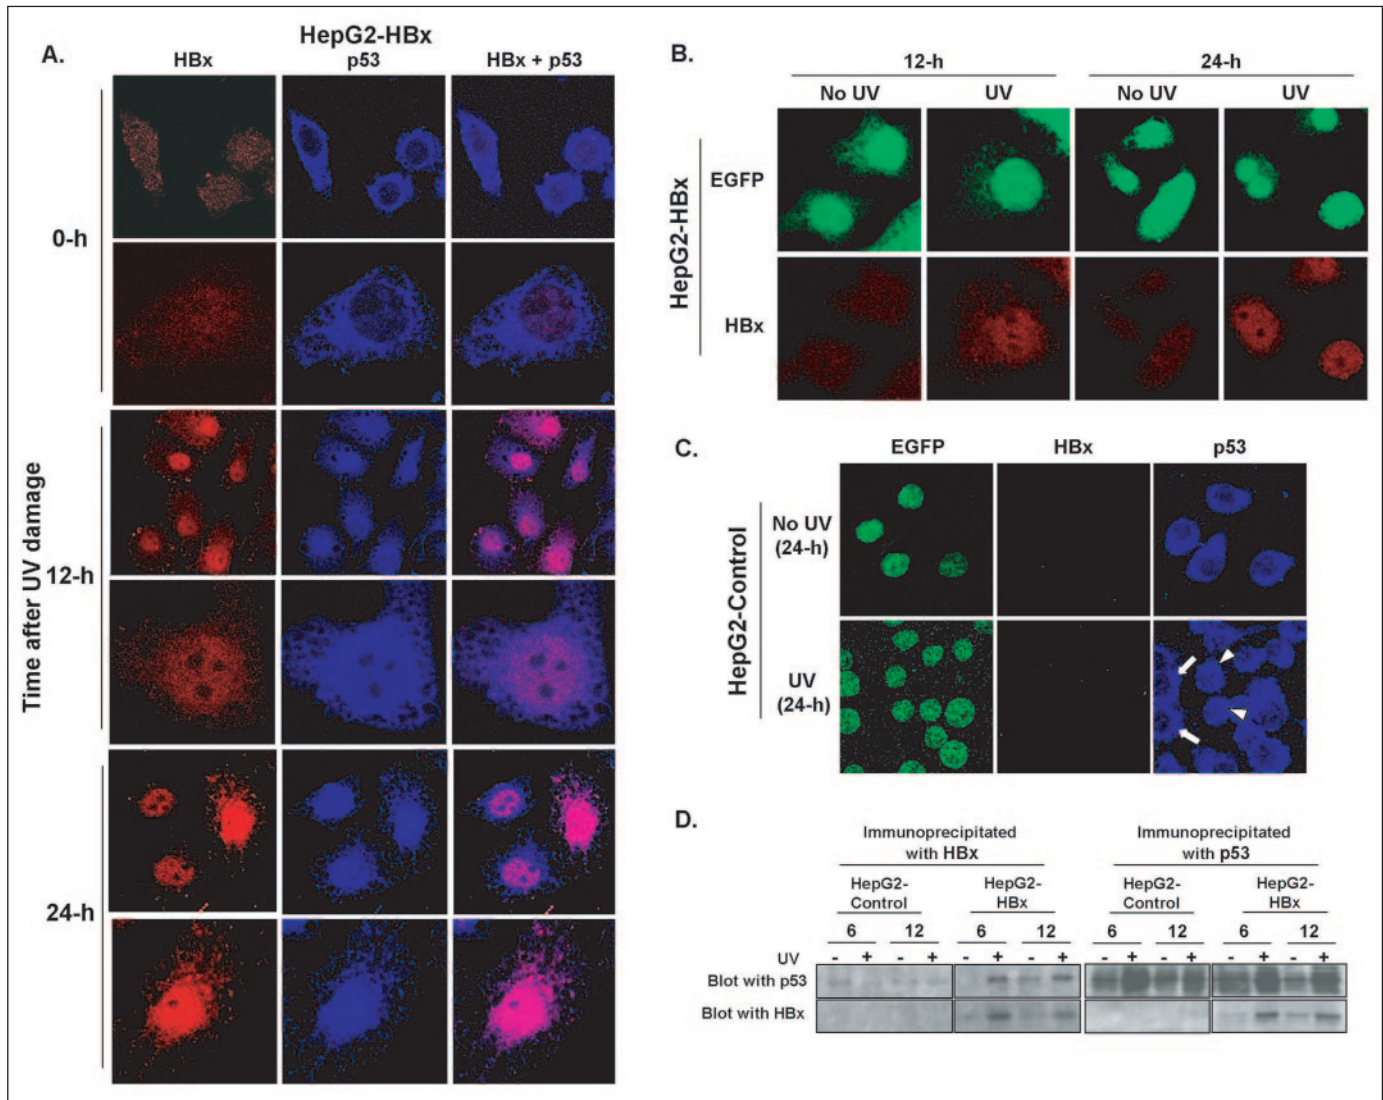 A.
HepG2-HBx
HBx p53 HBx + p53
Time after UV damage
0-h
12-h
24-h
B.
12-h 24-h
No UV UV No UV UV
HepG2-HBx
EGFP
HBx
C.
EGFP HBx p53
HepG2-Control
No UV
(24-h)
UV
(24-h)
D.
Immunoprecipitated
with HBx
Immunoprecipitated
with p53
HepG2-
Control
HepG2-
HBx
HepG2-
Control
HepG2-
HBx
6 12 6 12 6 12 6 12
UV - + - + - + - + - + - + - + - +
Blot with p53
Blot with HBx